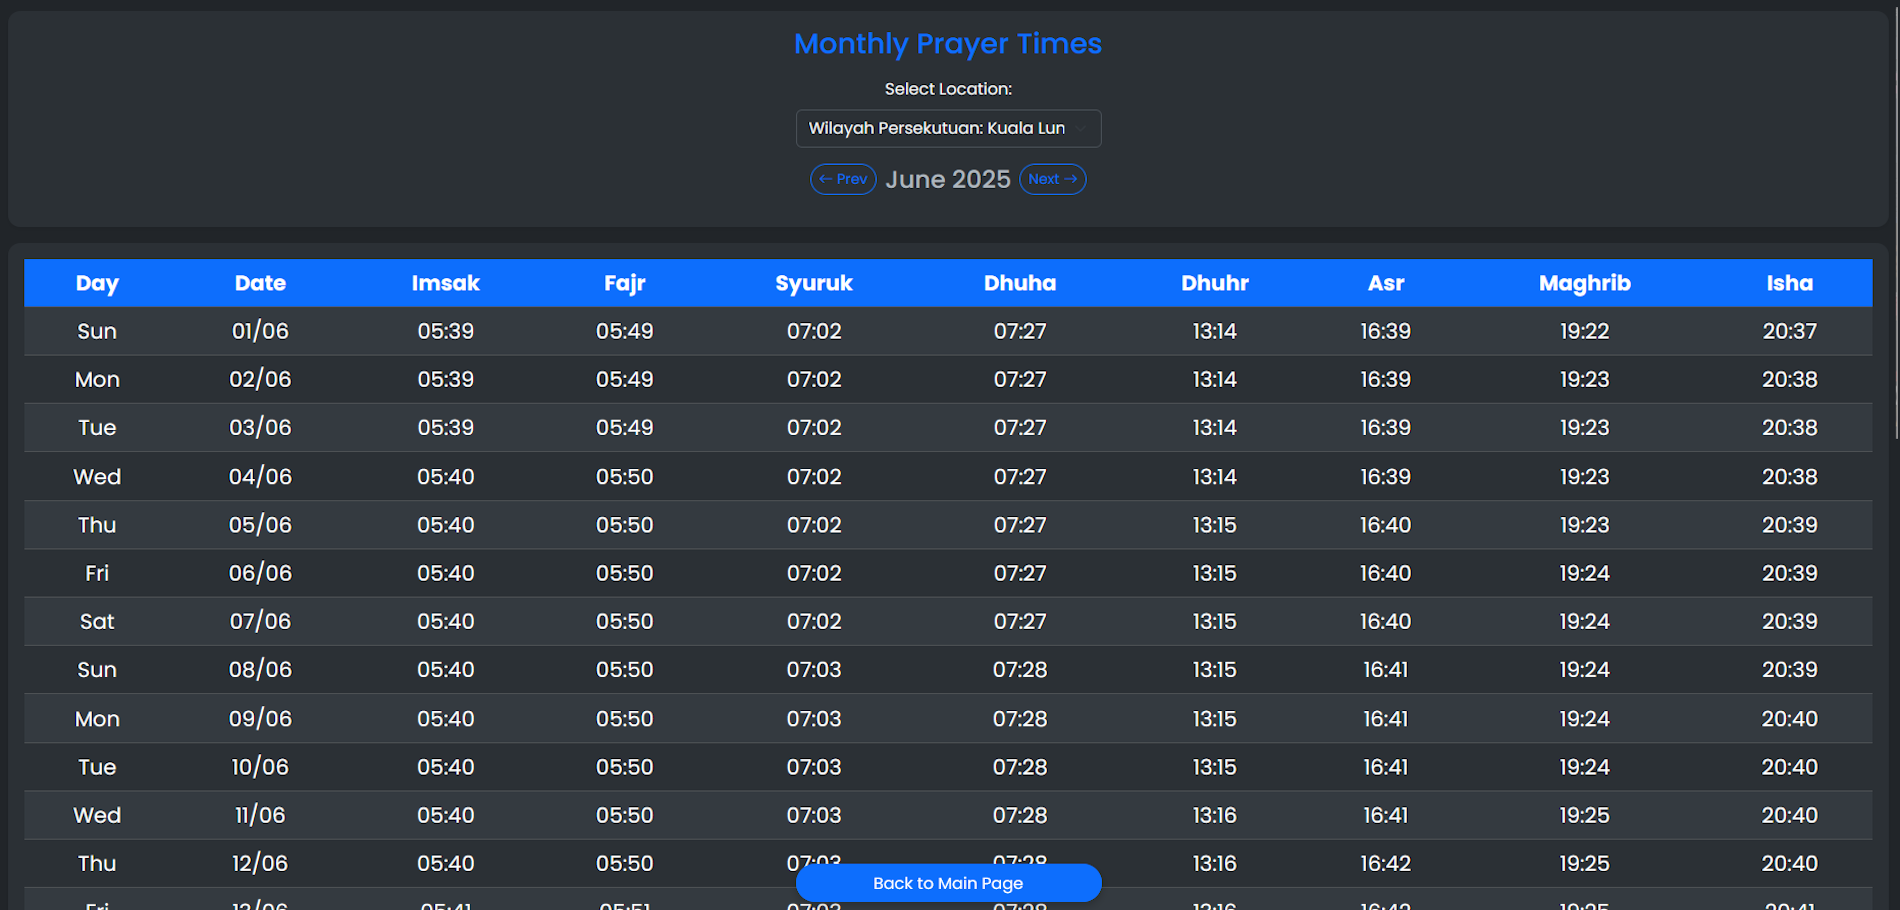 Monthly Prayer Times
Select Location:
Wilayah Persekutuan: Kuala Lun
← Prev June 2025 Next →
Day Date Imsak Fajr Syuruk Dhuha Dhuhr Asr Maghrib Isha
Sun 01/06 05:39 05:49 07:02 07:27 13:14 16:39 19:22 20:37
Mon 02/06 05:39 05:49 07:02 07:27 13:14 16:39 19:23 20:38
Tue 03/06 05:39 05:49 07:02 07:27 13:14 16:39 19:23 20:38
Wed 04/06 05:40 05:50 07:02 07:27 13:14 16:39 19:23 20:38
Thu 05/06 05:40 05:50 07:02 07:27 13:15 16:40 19:23 20:39
Fri 06/06 05:40 05:50 07:02 07:27 13:15 16:40 19:24 20:39
Sat 07/06 05:40 05:50 07:02 07:27 13:15 16:40 19:24 20:39
Sun 08/06 05:40 05:50 07:03 07:28 13:15 16:41 19:24 20:39
Mon 09/06 05:40 05:50 07:03 07:28 13:15 16:41 19:24 20:40
Tue 10/06 05:40 05:50 07:03 07:28 13:15 16:41 19:24 20:40
Wed 11/06 05:40 05:50 07:03 07:28 13:16 16:41 19:25 20:40
Thu 12/06 05:40 05:50 07:03 07:28 13:16 16:42 19:25 20:40
Back to Main Page